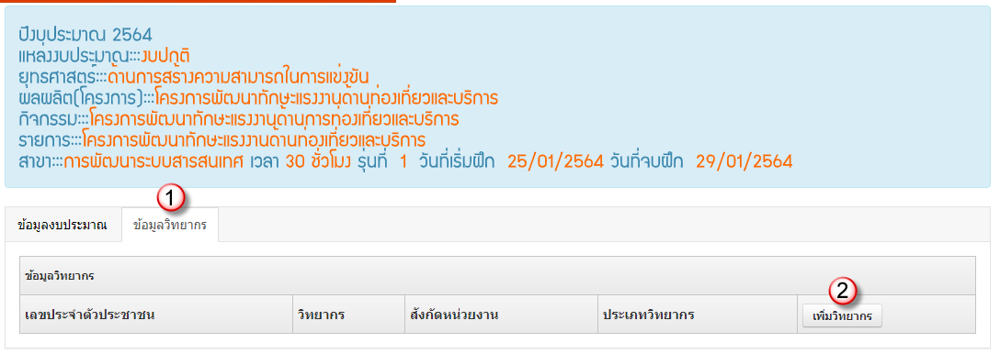 ปีงบประมาณ 2564
แหล่งงบประมาณ:::งบปกติ
ยุทธศาสตร์:::ด้านการสร้างความสามารถในการแข่งขัน
ผลผลิต(โครงการ):::โครงการพัฒนาทักษะแรงงานด้านท่องเที่ยวและบริการ
กิจกรรม:::โครงการพัฒนาทักษะแรงงานด้านการท่องเที่ยวและบริการ
รายการ:::โครงการพัฒนาทักษะแรงงานด้านท่องเที่ยวและบริการ
สาขา:::การพัฒนาระบบสารสนเทศ เวลา 30 ชั่วโมง รุ่นที่ 1 วันที่เริ่มฝึก 25/01/2564 วันที่จบฝึก 29/01/2564
1
ข้อมูลงบประมาณ ข้อมูลวิทยากร
ข้อมูลวิทยากร
2
เลขประจำตัวประชาชน วิทยากร สังกัดหน่วยงาน ประเภทวิทยากร เพิ่มวิทยากร